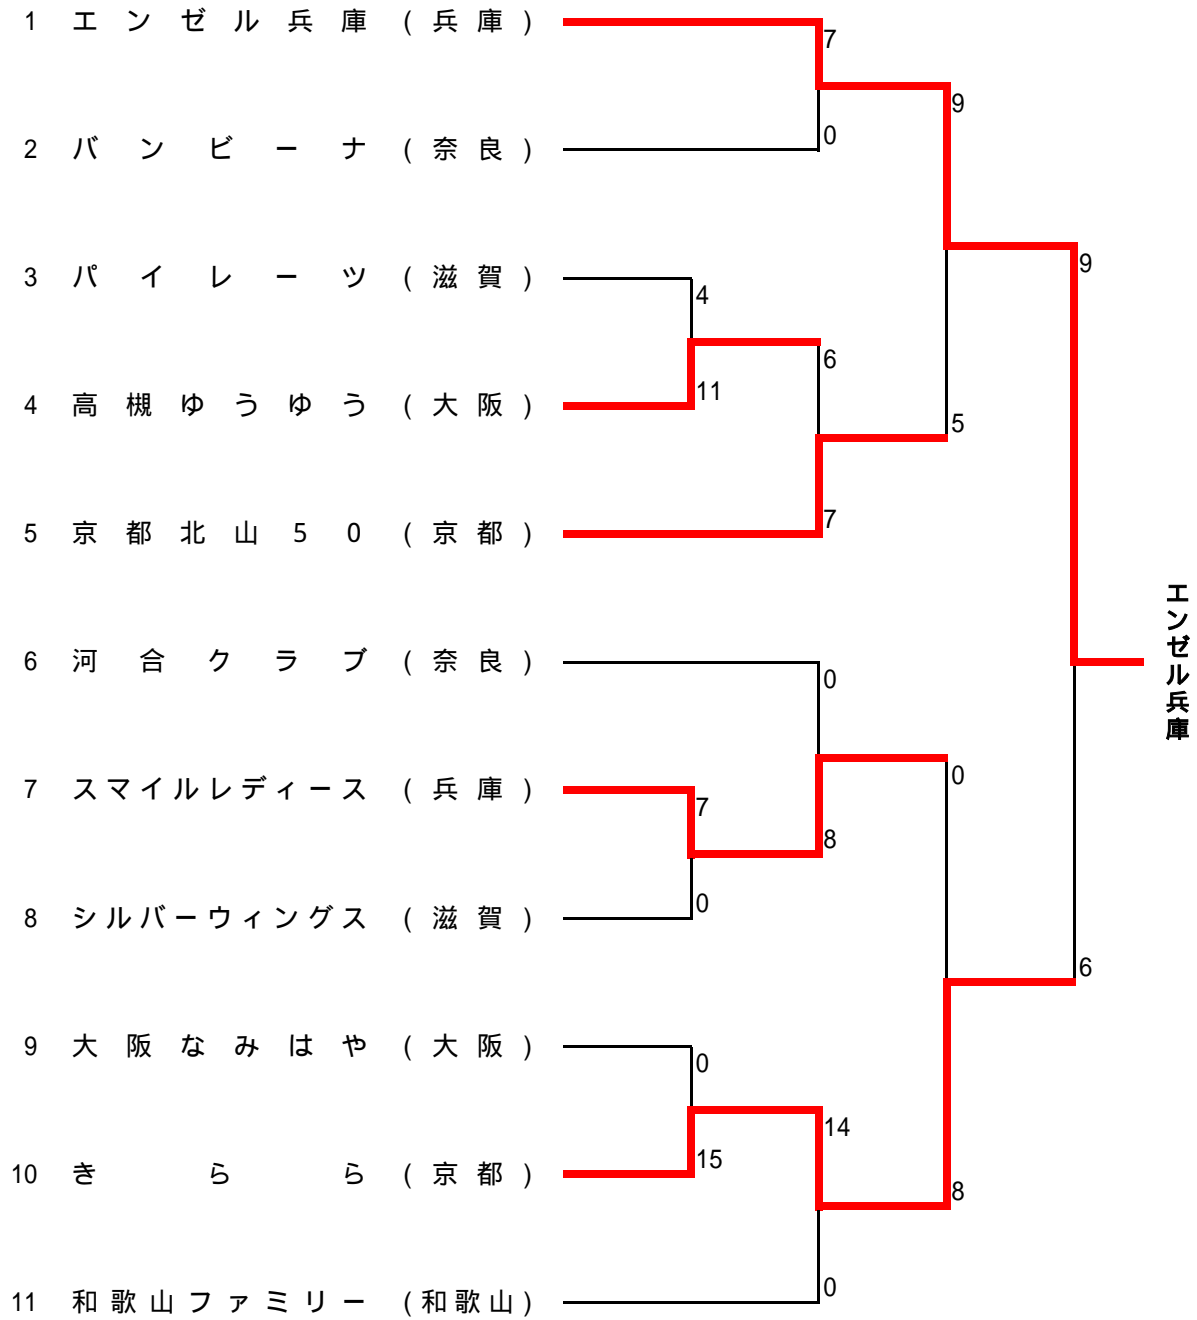 1 エンゼル兵庫 (兵庫)
7
9
2 バンビーナ (奈良)
0
9
3 パイレーツ (滋賀)
4
6
4 高槻ゆうゆう (大阪)
11
5
5 京都北山50 (京都)
7
エンゼル兵庫
6 河合クラブ (奈良)
0
0
7 スマイルレディース (兵庫)
7
8
8 シルバーウィングス (滋賀)
0
6
9 大阪なみはや (大阪)
0
14
10 きらら (京都)
15
8
11 和歌山ファミリー (和歌山)
0